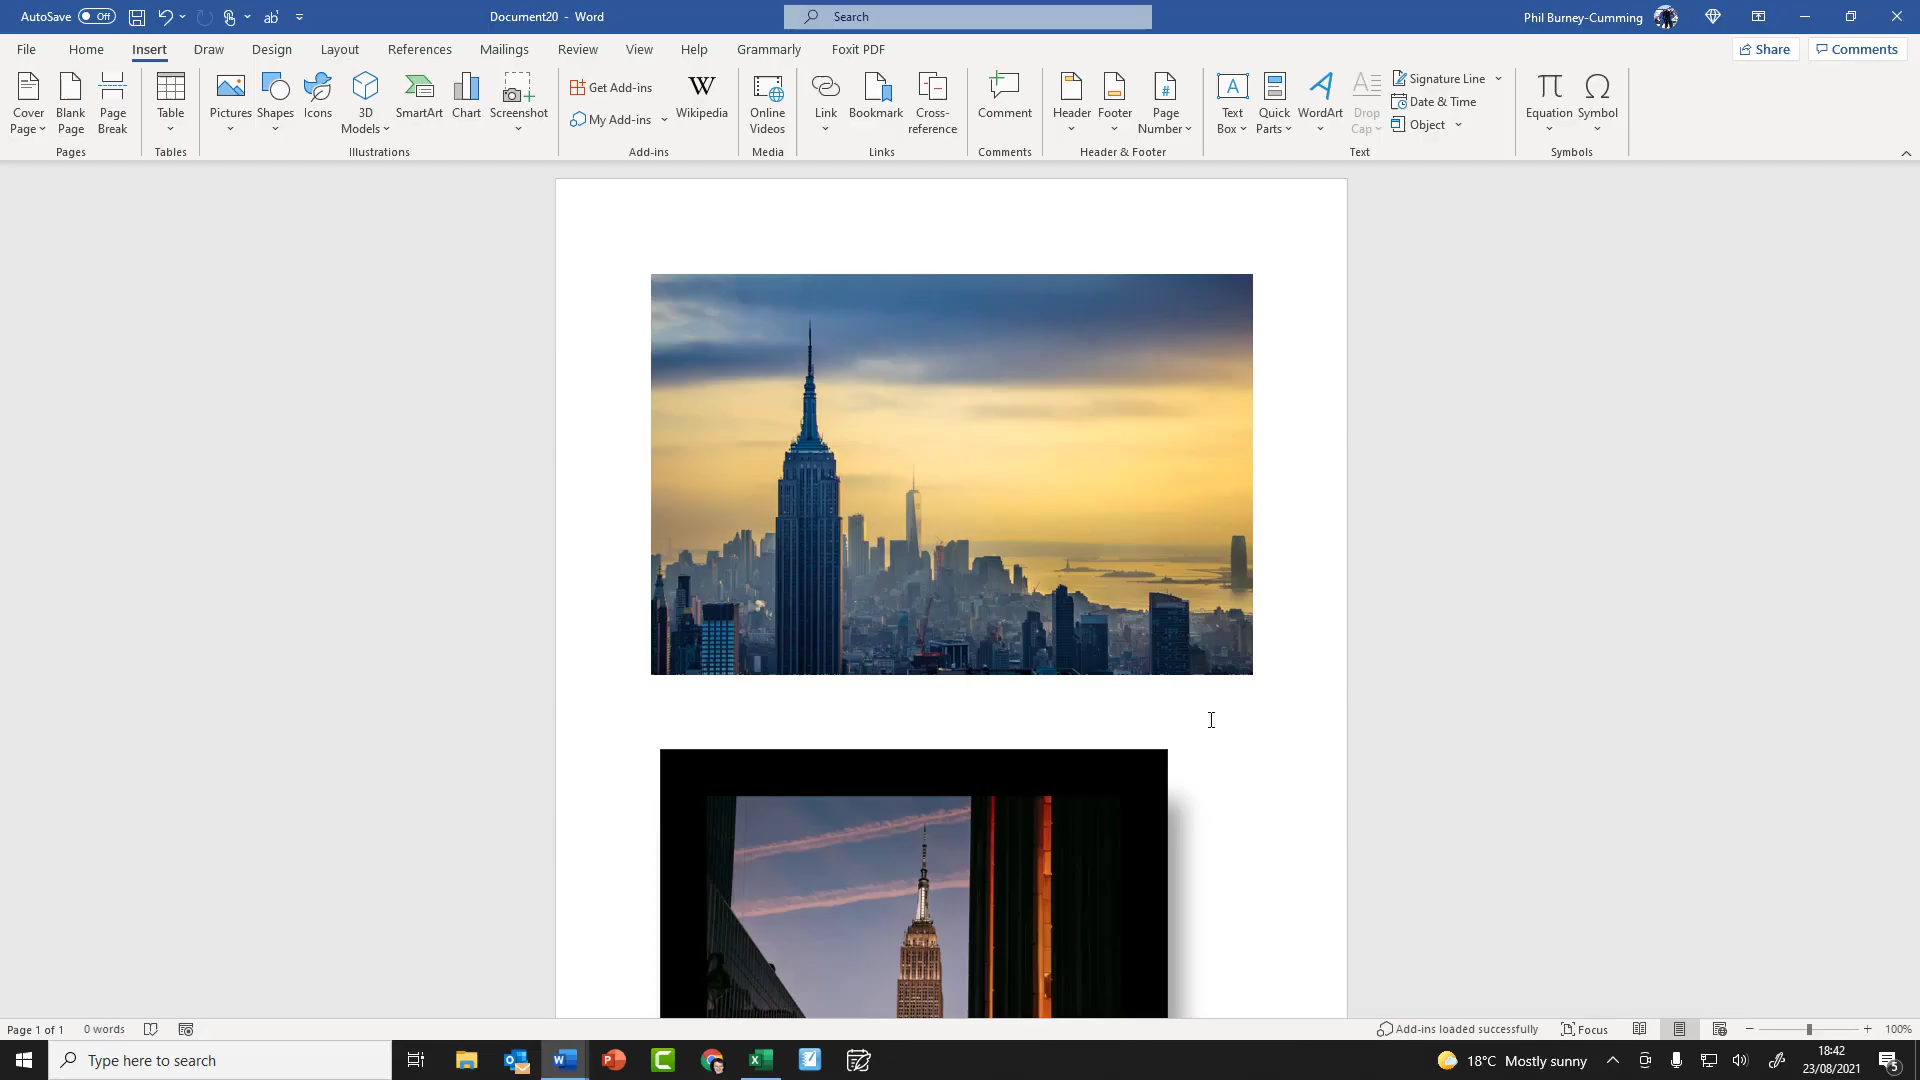 AutoSave Off
Document20 - Word
Search
Phil Burney-Cumming
File Home Insert Draw Design Layout References Mailings Review View Help Grammarly Foxit PDF
Share Comments
Cover Page
Blank Page
Page Break
Table
Pictures
Shapes
Icons
3D Models
SmartArt
Chart
Screenshot
Get Add-ins
My Add-ins
Wikipedia
Online Videos
Link
Bookmark
Cross-reference
Comment
Header
Footer
Page Number
Text Box
Quick Parts
WordArt
Drop Cap
Signature Line
Date & Time
Object
Equation
Symbol
Pages Tables Illustrations Add-ins Media Links Comments Header & Footer Text Symbols
Page 1 of 1 0 words
Add-ins loaded successfully Focus 100%
Type here to search
18°C Mostly sunny
18:42
23/08/2021
5